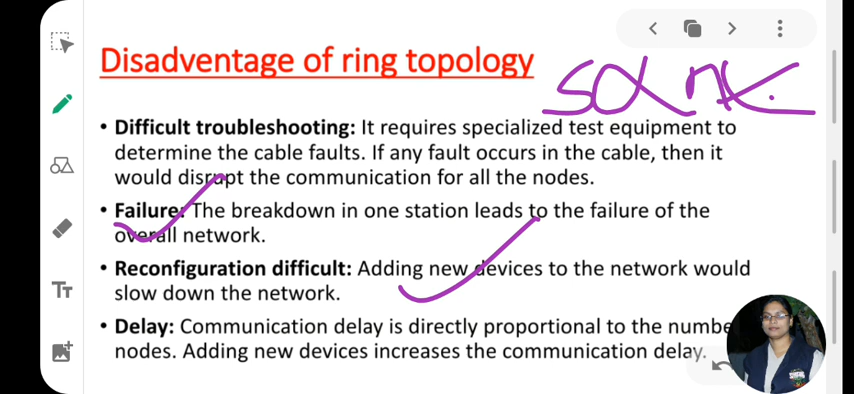 Disadventage of ring topology
• Difficult troubleshooting: It requires specialized test equipment to
determine the cable faults. If any fault occurs in the cable, then it
would disrupt the communication for all the nodes.
• Failure: The breakdown in one station leads to the failure of the
overall network.
• Reconfiguration difficult: Adding new devices to the network would
slow down the network.
• Delay: Communication delay is directly proportional to the numbe
nodes. Adding new devices increases the communication delay.
TT